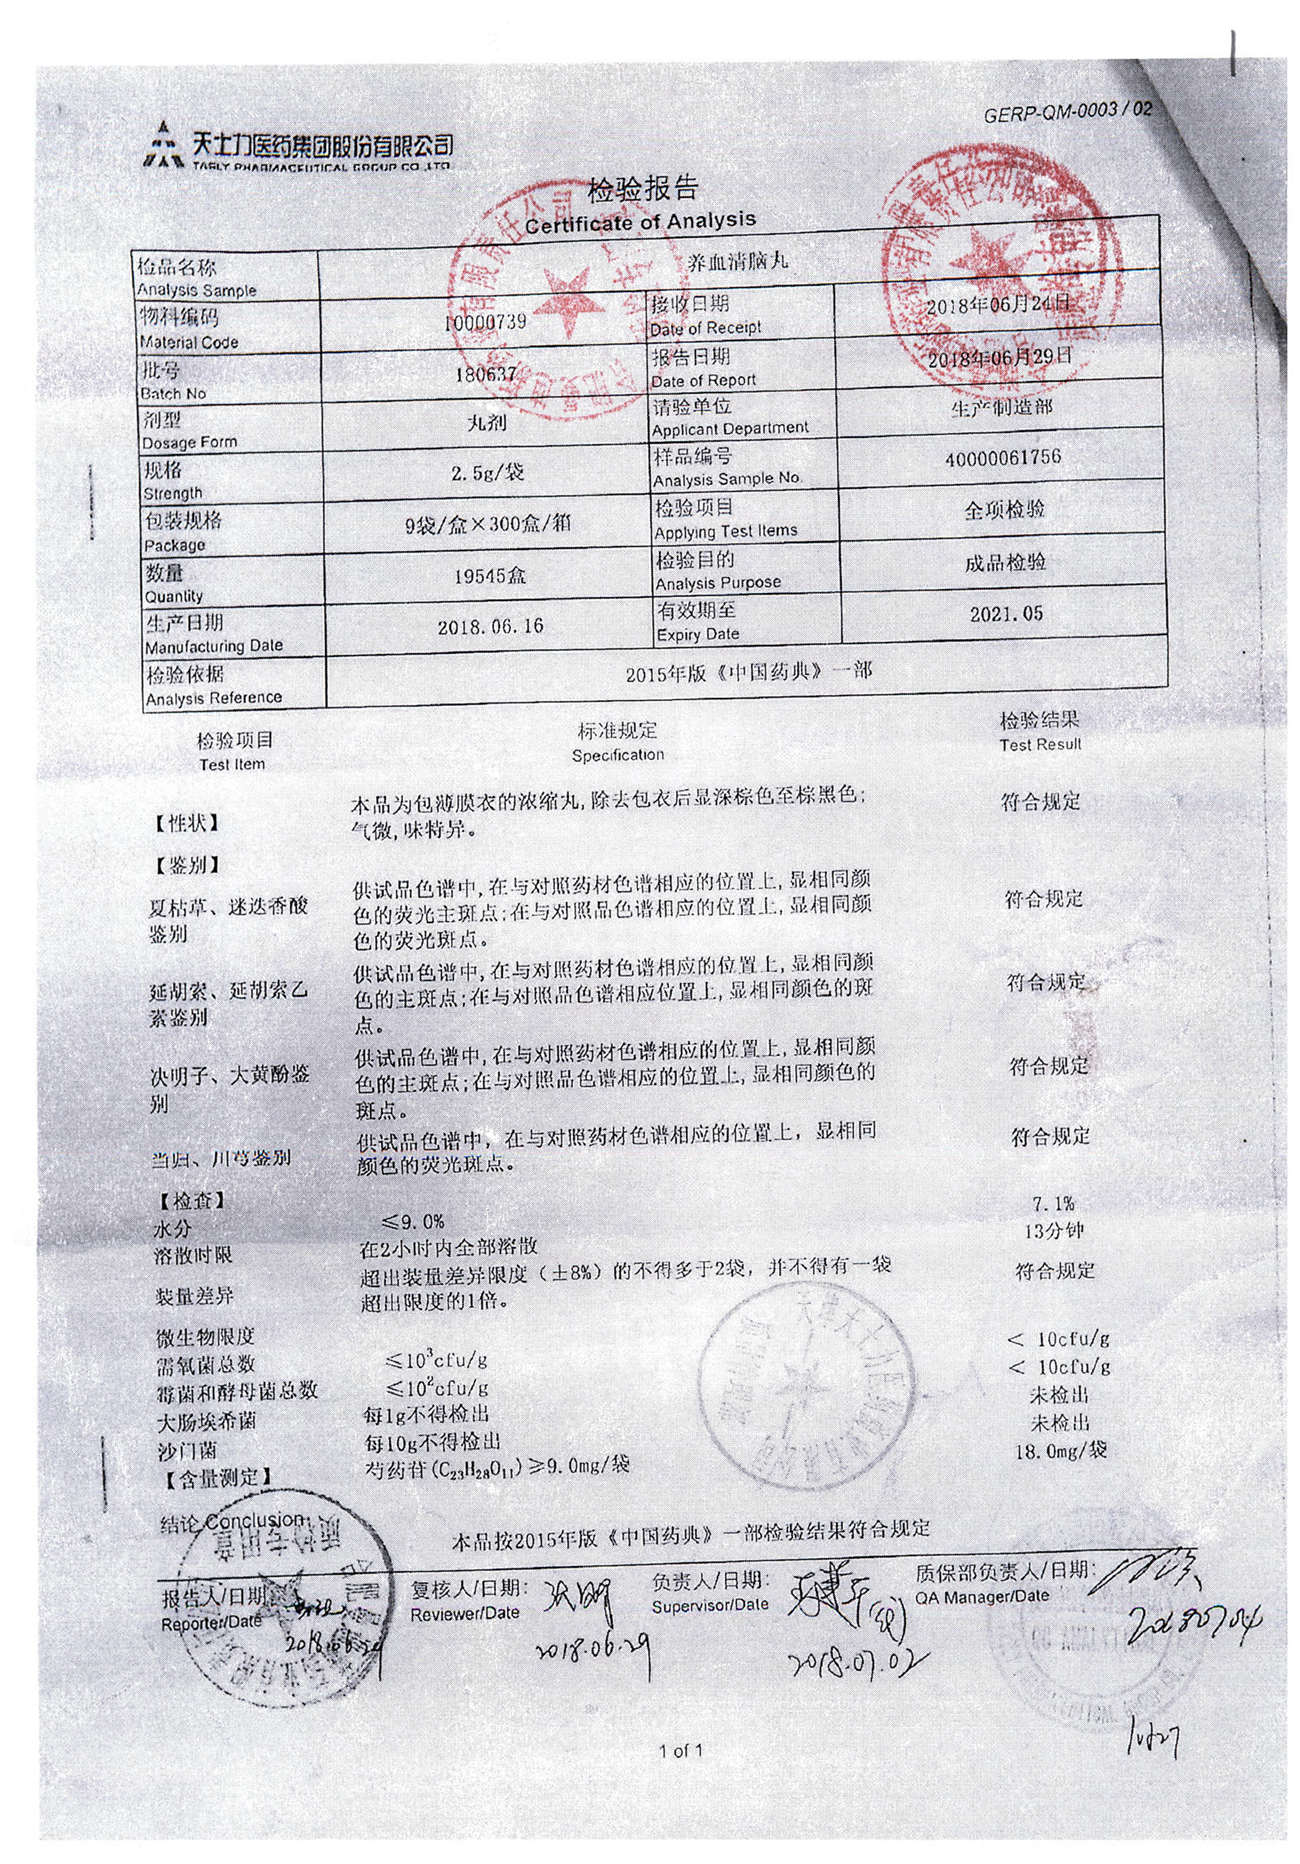 GERP-QM-0003 / 02
天士力医药集团股份有限公司
TASLY PHARMACEUTICAL GROUP CO.,LTD
检验报告
Certificate of Analysis
检品名称 养血清脑丸
Analysis Sample
物料编码 10000739 接收日期 2018年06月24日
Material Code Date of Receipt
批号 180637 报告日期 2018年06月29日
Batch No Date of Report
剂型 丸剂 请验单位 生产制造部
Dosage Form Applicant Department
规格 2.5g/袋 样品编号 40000061756
Strength Analysis Sample No.
包装规格 9袋/盒×300盒/箱 检验项目 全项检验
Package Applying Test Items
数量 19545盒 检验目的 成品检验
Quantity Analysis Purpose
生产日期 2018.06.16 有效期至 2021.05
Manufacturing Date Expiry Date
检验依据 2015年版《中国药典》一部
Analysis Reference
检验项目 标准规定 检验结果
Test Item Specification Test Result
本品为包薄膜衣的浓缩丸,除去包衣后显深棕色至棕黑色; 符合规定
【性状】 气微,味特异。
【鉴别】
供试品色谱中,在与对照药材色谱相应的位置上,显相同颜
夏枯草、迷迭香酸 色的荧光主斑点;在与对照品色谱相应的位置上,显相同颜 符合规定
鉴别 色的荧光斑点。
供试品色谱中,在与对照药材色谱相应的位置上,显相同颜
延胡索、延胡索乙 色的主斑点;在与对照品色谱相应位置上,显相同颜色的斑 符合规定
素鉴别 点。
供试品色谱中,在与对照药材色谱相应的位置上,显相同颜
决明子、大黄酚鉴 色的主斑点;在与对照品色谱相应的位置上,显相同颜色的 符合规定
别 斑点。
供试品色谱中，在与对照药材色谱相应的位置上，显相同 符合规定
当归、川芎鉴别 颜色的荧光斑点。
【检查】
水分 ≤9.0% 7.1%
溶散时限 在2小时内全部溶散 13分钟
装量差异 超出装量差异限度（±8%）的不得多于2袋，并不得有一袋 符合规定
超出限度的1倍。
微生物限度
需氧菌总数 ≤10³cfu/g < 10cfu/g
霉菌和酵母菌总数 ≤10²cfu/g < 10cfu/g
大肠埃希菌 每1g不得检出 未检出
沙门菌 每10g不得检出 未检出
【含量测定】 芍药苷(C₂₃H₂₈O₁₁)≥9.0mg/袋 18.0mg/袋
结论 Conclusion:
本品按2015年版《中国药典》一部检验结果符合规定
报告人/日期: 复核人/日期: 负责人/日期: 质保部负责人/日期:
Reporter/Date Reviewer/Date Supervisor/Date QA Manager/Date
2018.06.29 2018.07.02 20180704
1 of 1